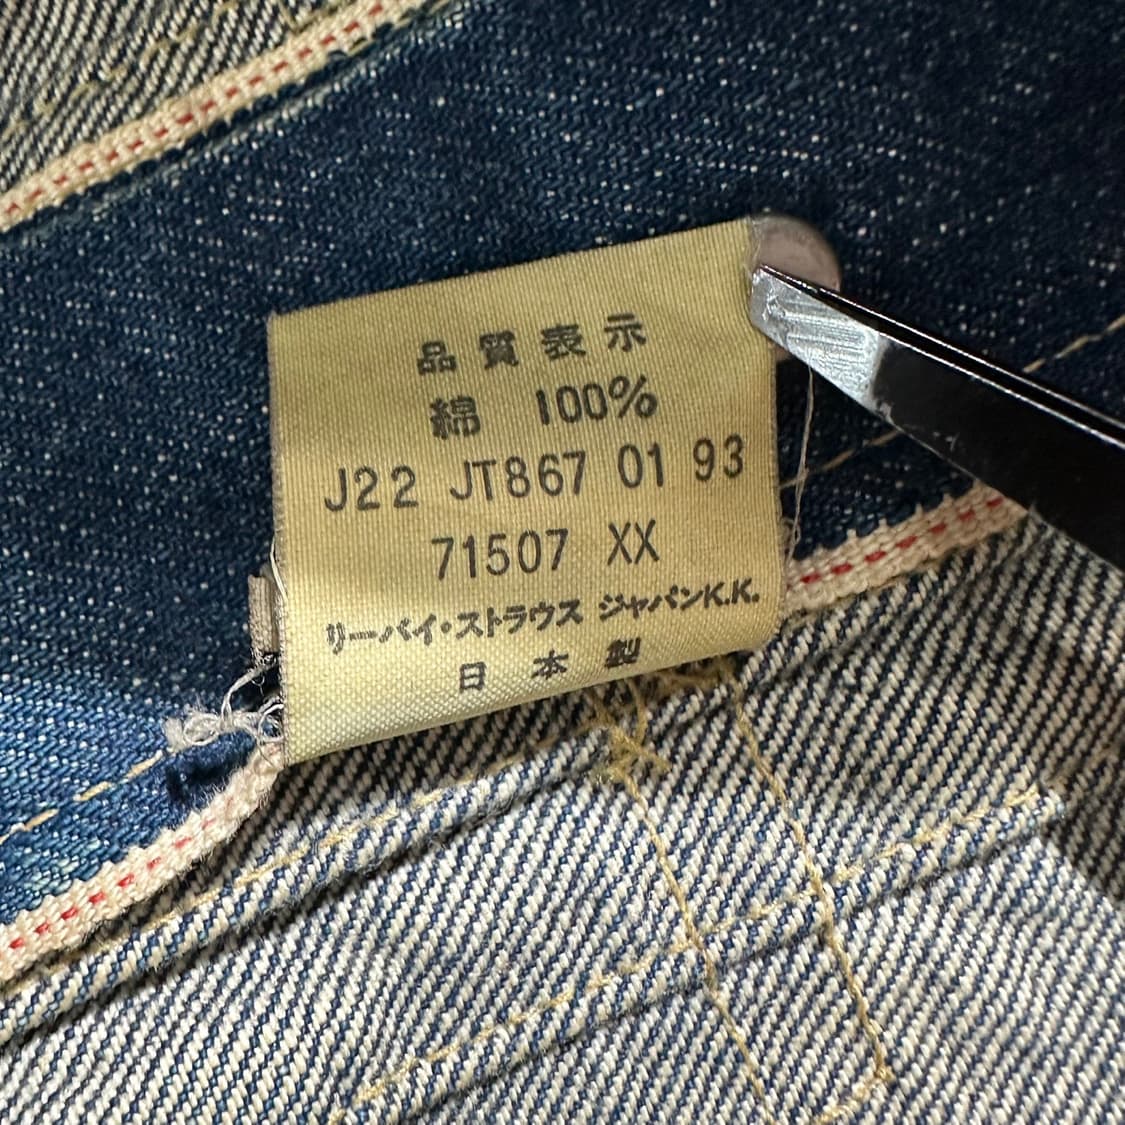 品質表示
綿 100%
J22 JT867 01 93
71507 XX
リーバイ・ストラウス ジャパンK.K.
日本製